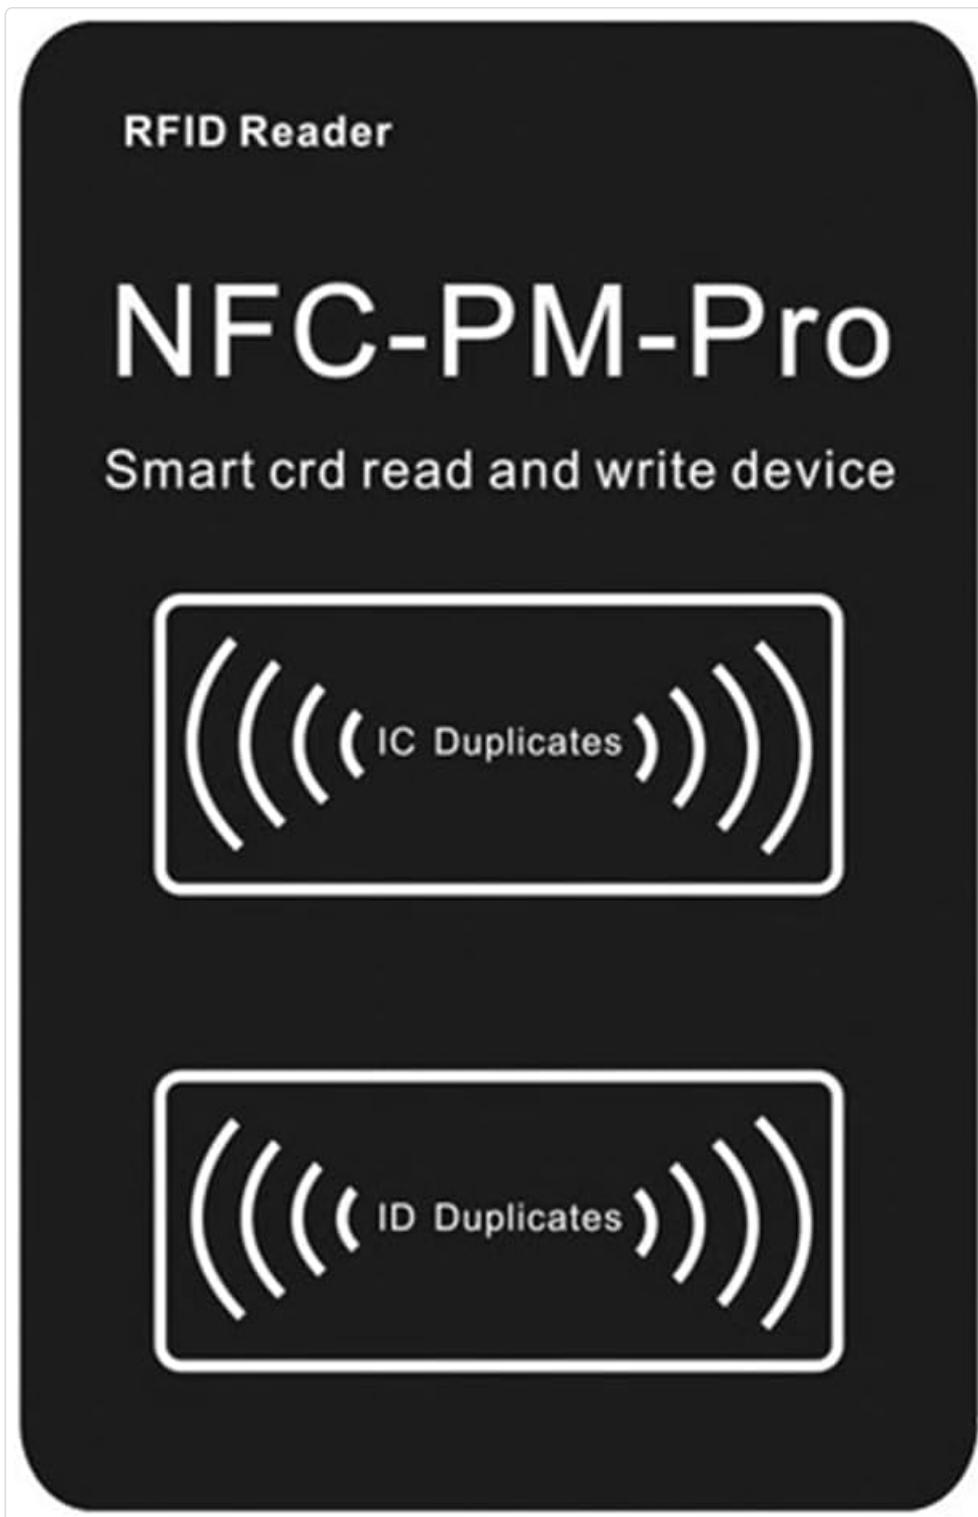 RFID Reader
NFC-PM-Pro
Smart crd read and write device
IC Duplicates
ID Duplicates